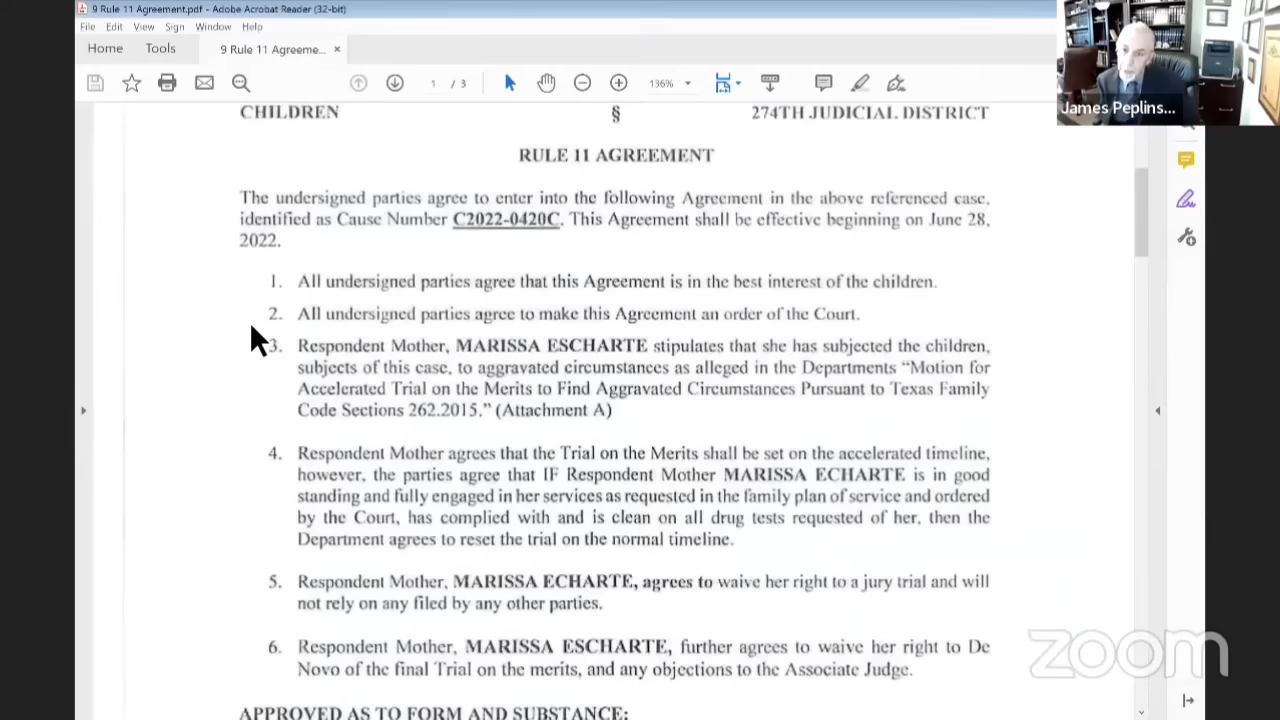 9 Rule 11 Agreement.pdf - Adobe Acrobat Reader (32-bit)
File Edit View Sign Window Help
Home Tools 9 Rule 11 Agreeme... ×
1 / 3 136%
James Peplins...
CHILDREN § 274TH JUDICIAL DISTRICT
RULE 11 AGREEMENT
The undersigned parties agree to enter into the following Agreement in the above referenced case,
identified as Cause Number C2022-0420C. This Agreement shall be effective beginning on June 28,
2022.
1. All undersigned parties agree that this Agreement is in the best interest of the children.
2. All undersigned parties agree to make this Agreement an order of the Court.
3. Respondent Mother, MARISSA ESCHARTE stipulates that she has subjected the children,
subjects of this case, to aggravated circumstances as alleged in the Departments “Motion for
Accelerated Trial on the Merits to Find Aggravated Circumstances Pursuant to Texas Family
Code Sections 262.2015.” (Attachment A)
4. Respondent Mother agrees that the Trial on the Merits shall be set on the accelerated timeline,
however, the parties agree that IF Respondent Mother MARISSA ECHARTE is in good
standing and fully engaged in her services as requested in the family plan of service and ordered
by the Court, has complied with and is clean on all drug tests requested of her, then the
Department agrees to reset the trial on the normal timeline.
5. Respondent Mother, MARISSA ECHARTE, agrees to waive her right to a jury trial and will
not rely on any filed by any other parties.
6. Respondent Mother, MARISSA ESCHARTE, further agrees to waive her right to De
Novo of the final Trial on the merits, and any objections to the Associate Judge.
APPROVED AS TO FORM AND SUBSTANCE:
zoom